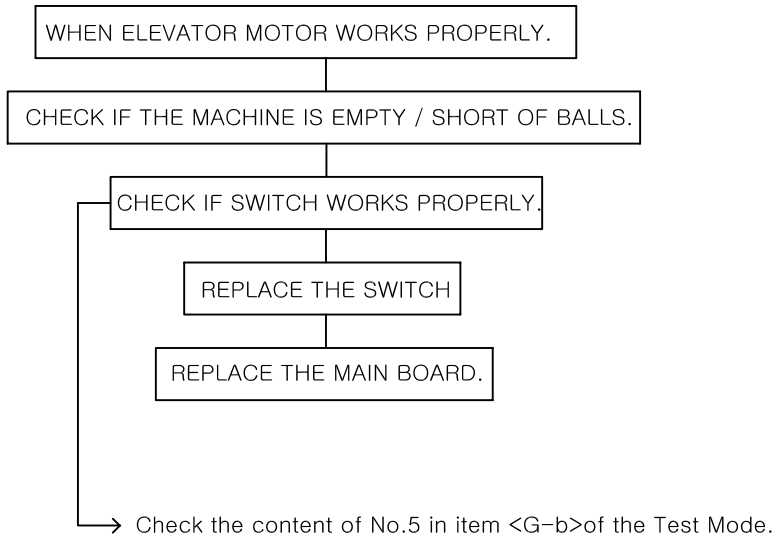 WHEN ELEVATOR MOTOR WORKS PROPERLY.
CHECK IF THE MACHINE IS EMPTY / SHORT OF BALLS.
CHECK IF SWITCH WORKS PROPERLY.
REPLACE THE SWITCH
REPLACE THE MAIN BOARD.
Check the content of No.5 in item <G-b>of the Test Mode.